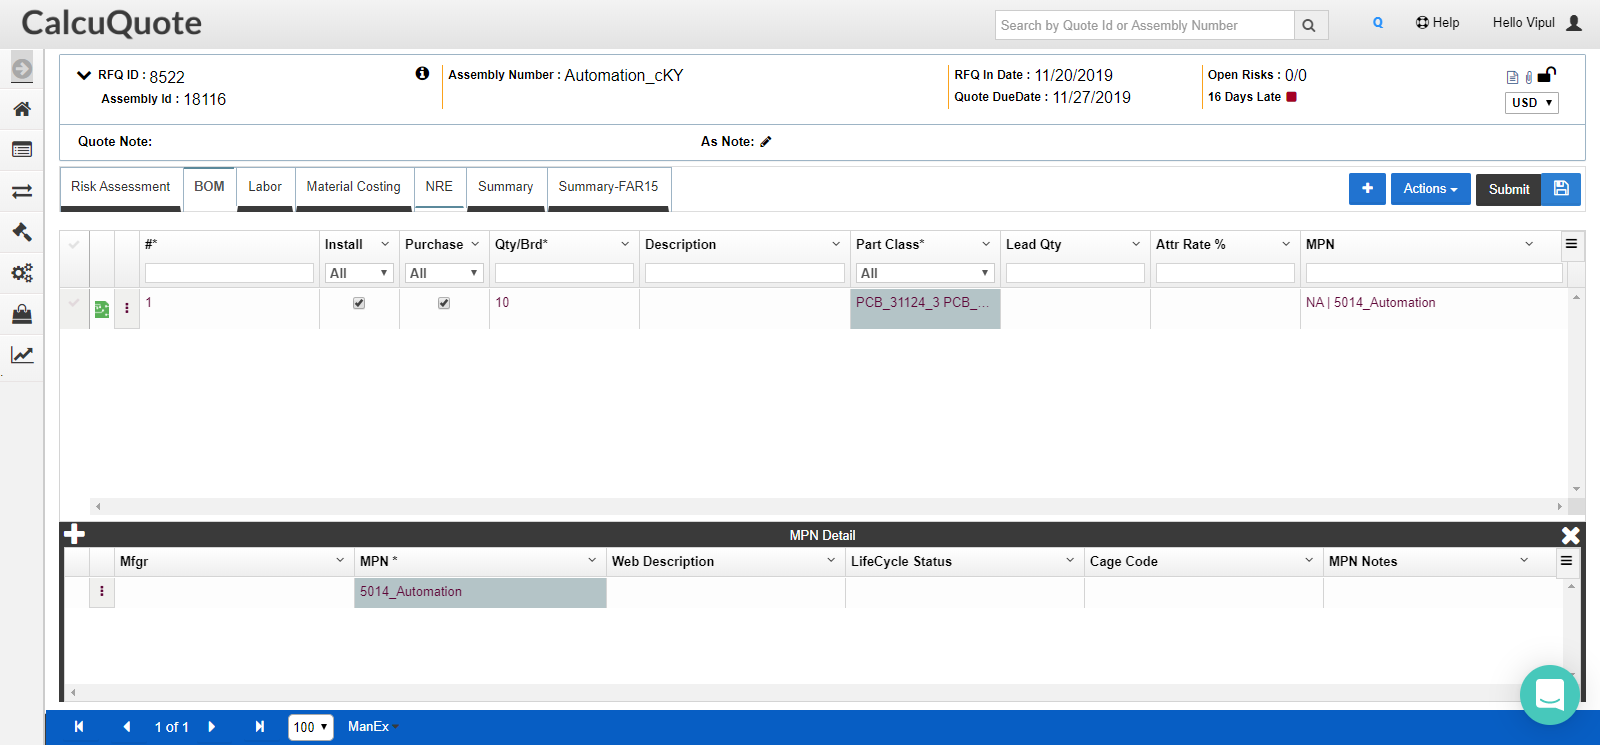 CalcuQuote
Search by Quote Id or Assembly Number
Q
Help
Hello Vipul
RFQ ID : 8522
Assembly Number : Automation_cKY
RFQ In Date : 11/20/2019
Open Risks : 0/0
Assembly Id : 18116
Quote DueDate : 11/27/2019
16 Days Late
USD
Quote Note:
As Note:
Risk Assessment
BOM
Labor
Material Costing
NRE
Summary
Summary-FAR15
Actions
Submit
#*
Install
Purchase
Qty/Brd*
Description
Part Class*
Lead Qty
Attr Rate %
MPN
All
All
All
1
10
PCB_31124_3 PCB_...
NA | 5014_Automation
MPN Detail
Mfgr
MPN *
Web Description
LifeCycle Status
Cage Code
MPN Notes
5014_Automation
1 of 1
100
ManEx